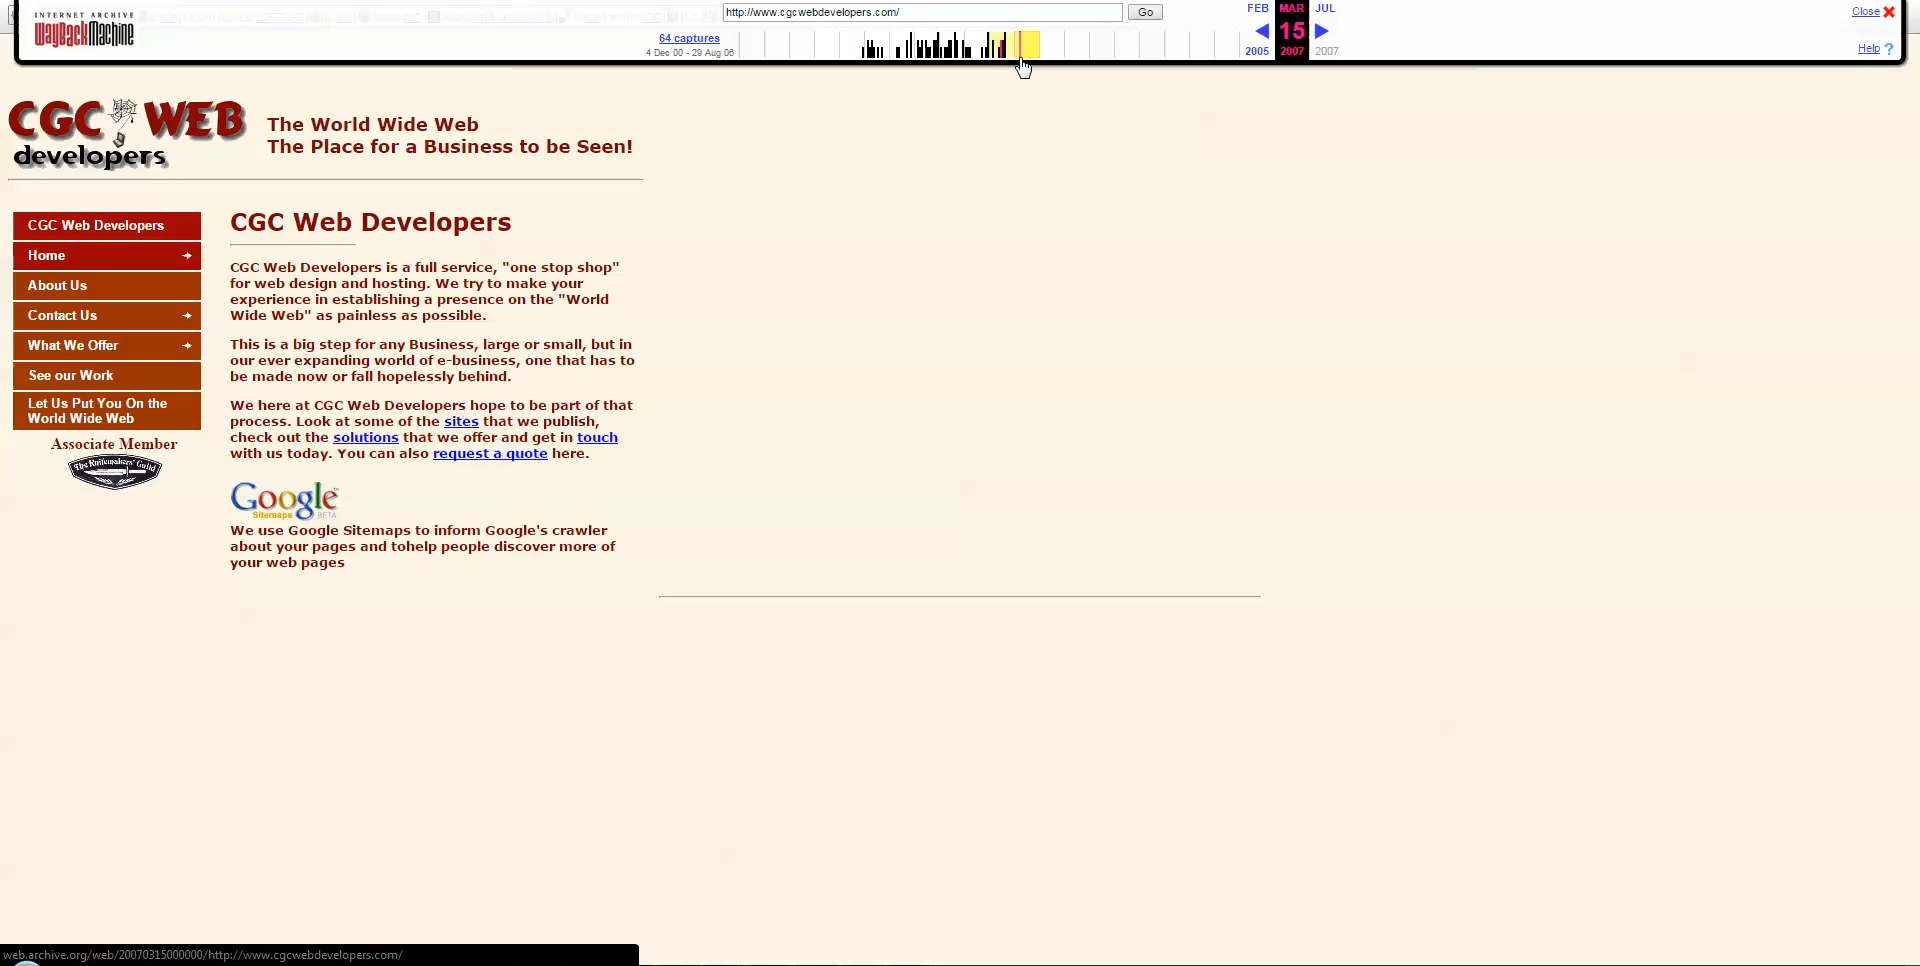 INTERNET ARCHIVE
WayBackMachine
http://www.cgcwebdevelopers.com/
Go
64 captures
4 Dec 00 - 29 Aug 06
FEB MAR JUL
15
2005 2007 2007
Close
Help ?
CGC WEB
developers
The World Wide Web
The Place for a Business to be Seen!
CGC Web Developers
Home
About Us
Contact Us
What We Offer
See our Work
Let Us Put You On the
World Wide Web
Associate Member
The Knifemakers' Guild
CGC Web Developers
CGC Web Developers is a full service, "one stop shop"
for web design and hosting. We try to make your
experience in establishing a presence on the "World
Wide Web" as painless as possible.
This is a big step for any Business, large or small, but in
our ever expanding world of e-business, one that has to
be made now or fall hopelessly behind.
We here at CGC Web Developers hope to be part of that
process. Look at some of the sites that we publish,
check out the solutions that we offer and get in touch
with us today. You can also request a quote here.
Google™
Sitemaps BETA
We use Google Sitemaps to inform Google's crawler
about your pages and tohelp people discover more of
your web pages
web.archive.org/web/20070315000000/http://www.cgcwebdevelopers.com/